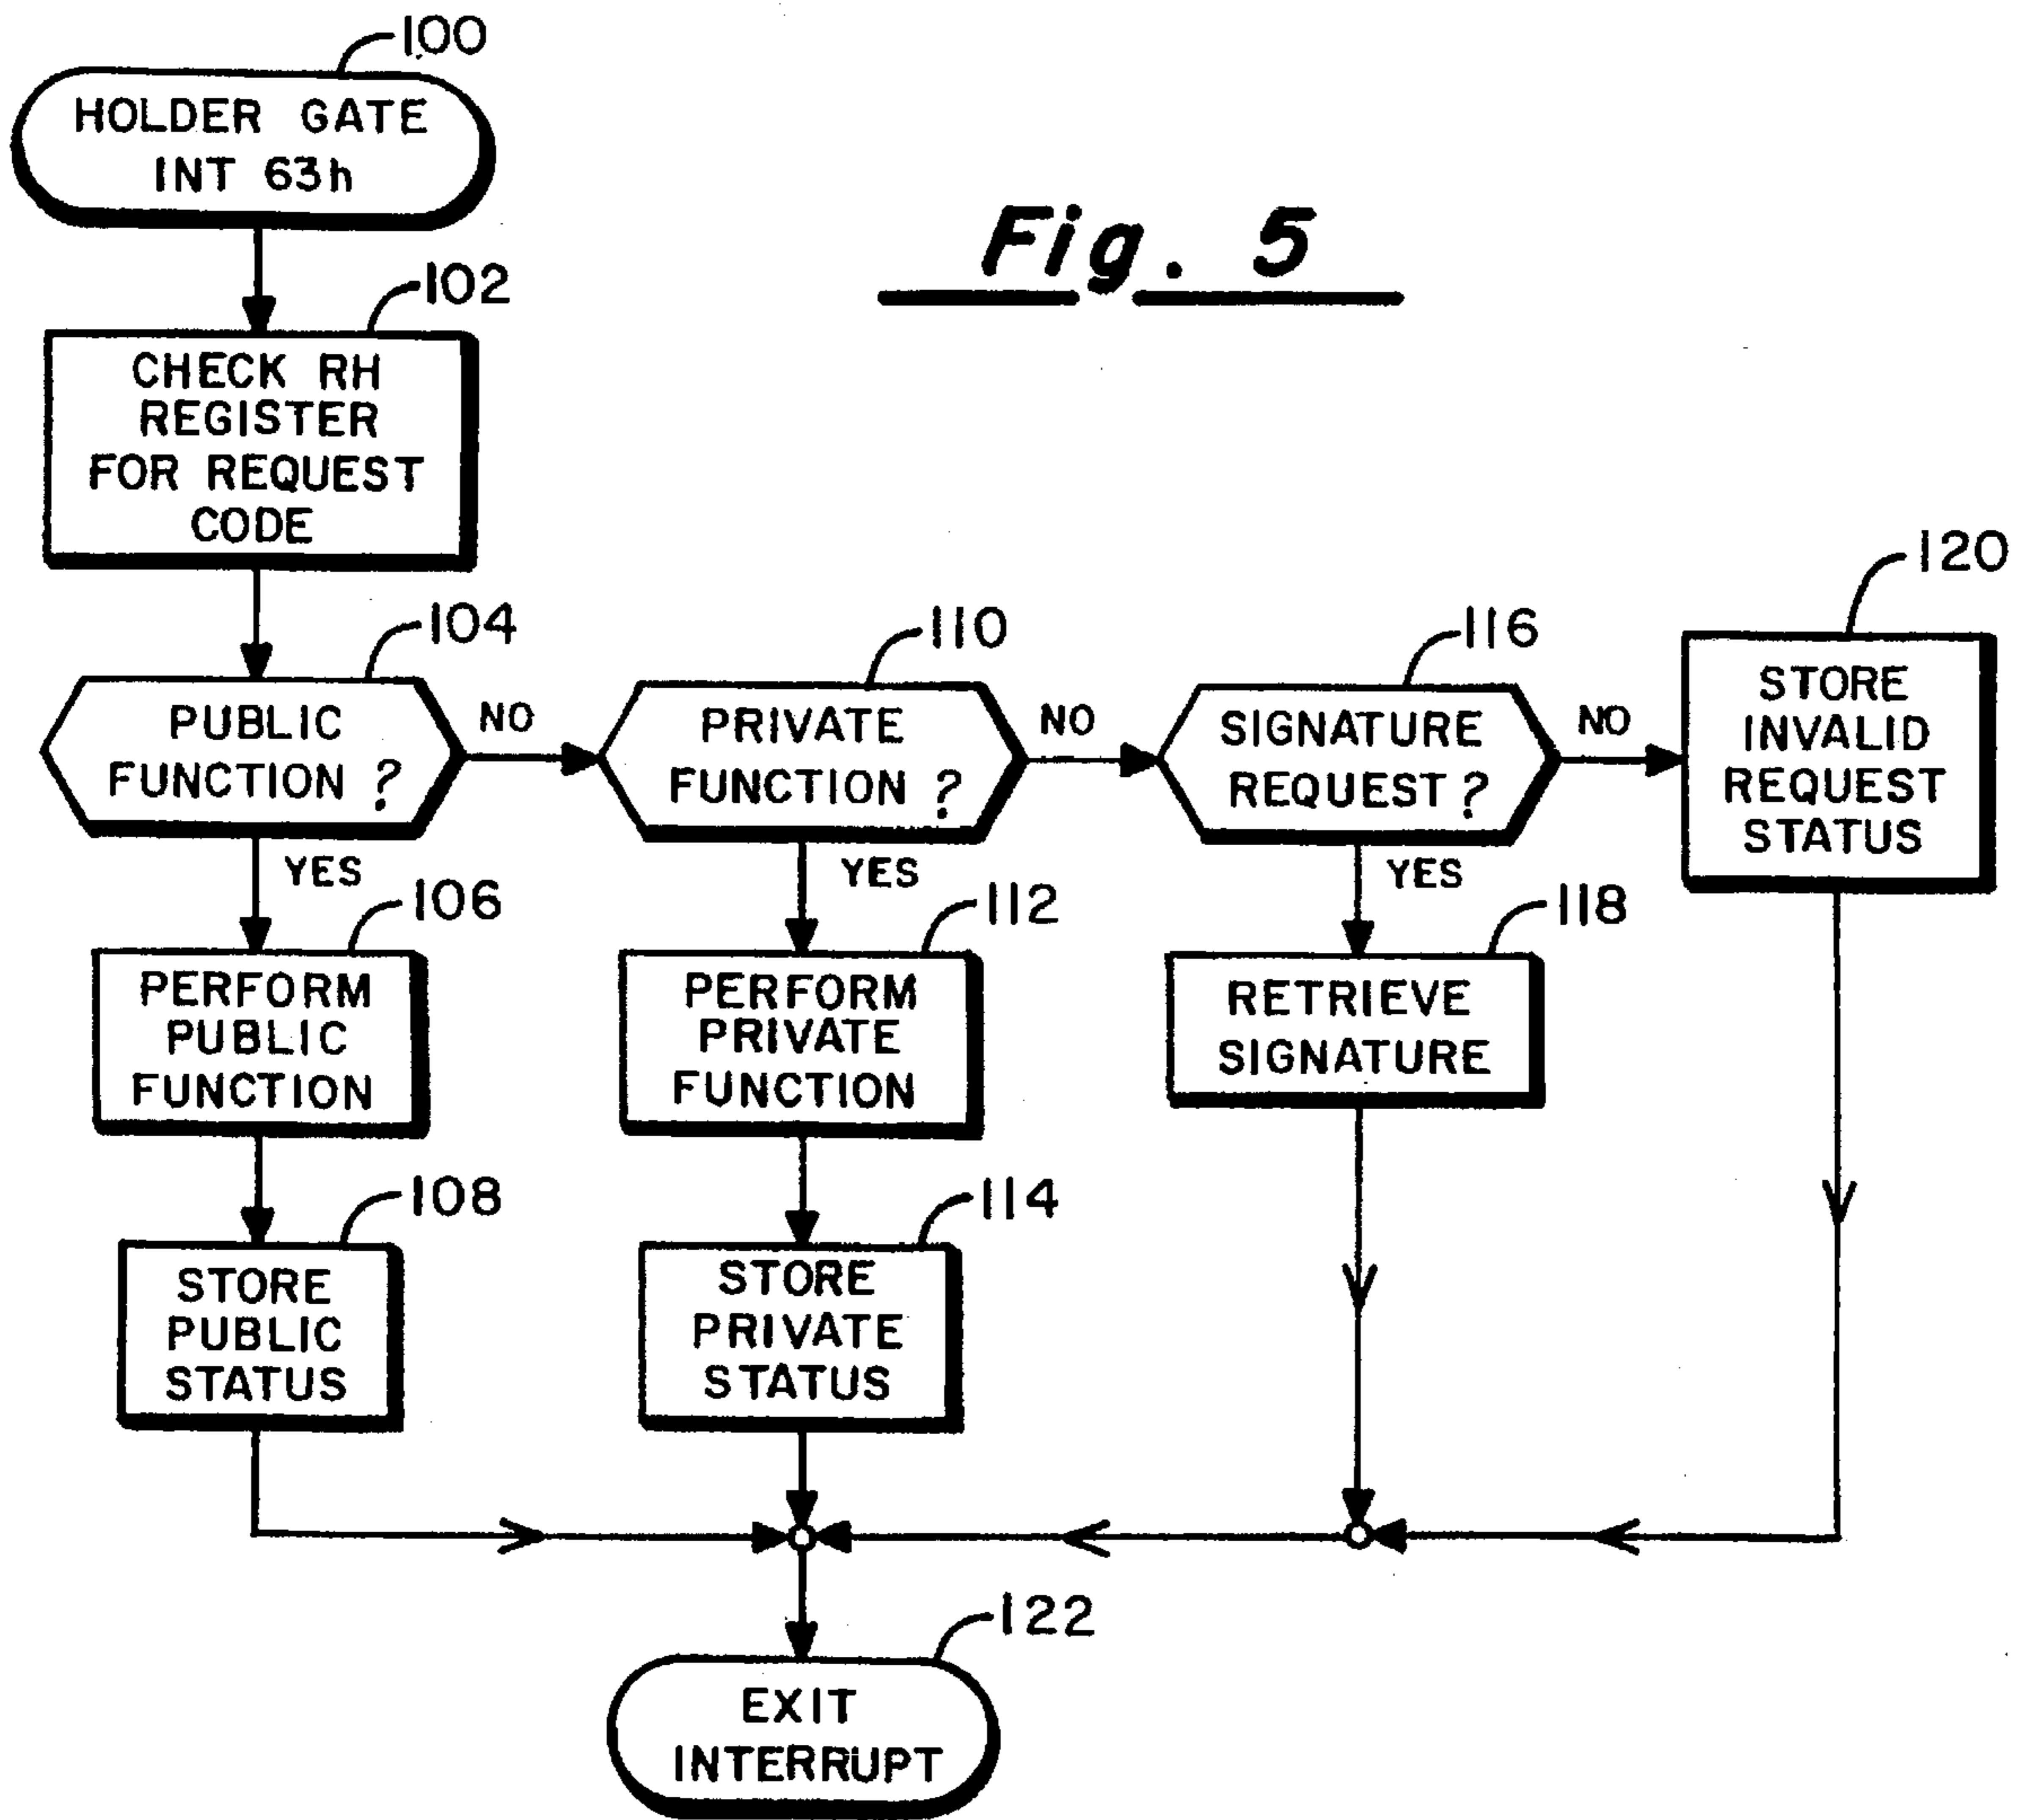 100
HOLDER GATE
INT 63h
Fig. 5
102
CHECK RH
REGISTER
FOR REQUEST
CODE
104
PUBLIC
FUNCTION ?
NO
110
PRIVATE
FUNCTION ?
NO
116
SIGNATURE
REQUEST ?
NO
120
STORE
INVALID
REQUEST
STATUS
YES
106
PERFORM
PUBLIC
FUNCTION
YES
112
PERFORM
PRIVATE
FUNCTION
YES
118
RETRIEVE
SIGNATURE
108
STORE
PUBLIC
STATUS
114
STORE
PRIVATE
STATUS
122
EXIT
INTERRUPT